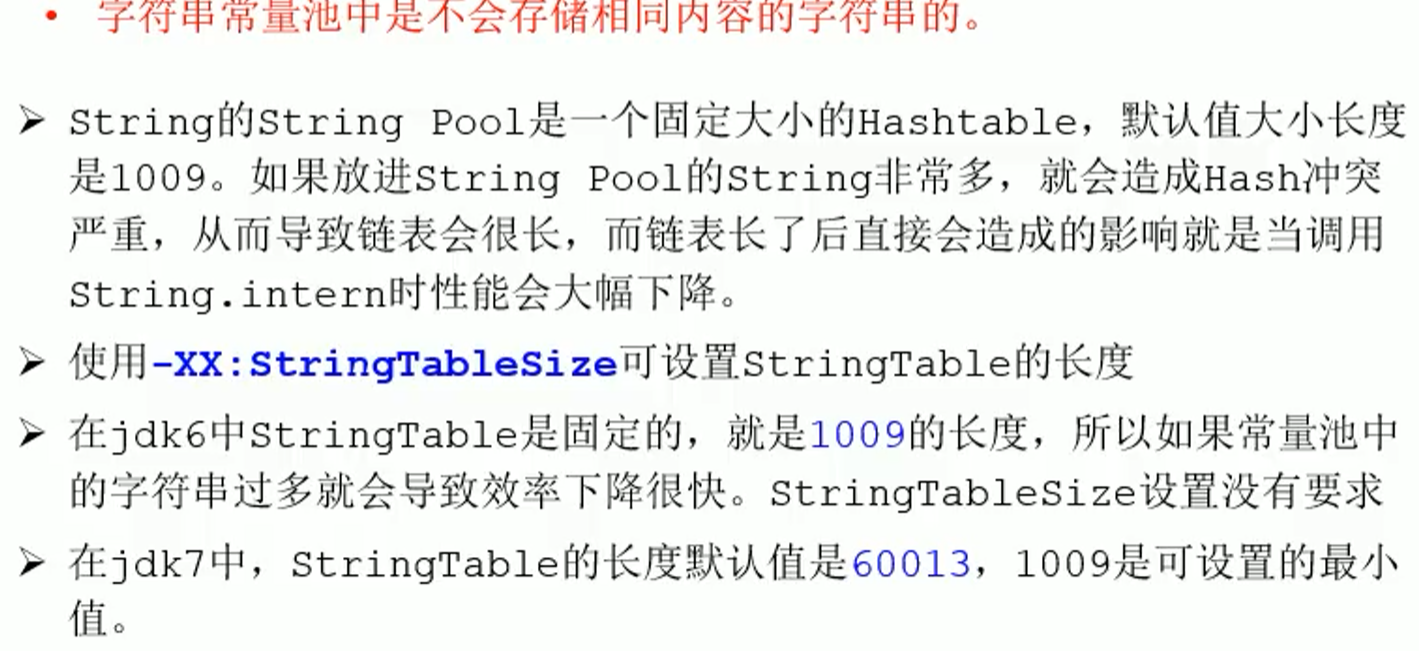 • 字符串常量池中是不会存储相同内容的字符串的。
➢ String的String Pool是一个固定大小的Hashtable，默认值大小长度
是1009。如果放进String Pool的String非常多，就会造成Hash冲突
严重，从而导致链表会很长，而链表长了后直接会造成的影响就是当调用
String.intern时性能会大幅下降。
➢ 使用-XX:StringTableSize可设置StringTable的长度
➢ 在jdk6中StringTable是固定的，就是1009的长度，所以如果常量池中
的字符串过多就会导致效率下降很快。StringTableSize设置没有要求
➢ 在jdk7中，StringTable的长度默认值是60013，1009是可设置的最小
值。